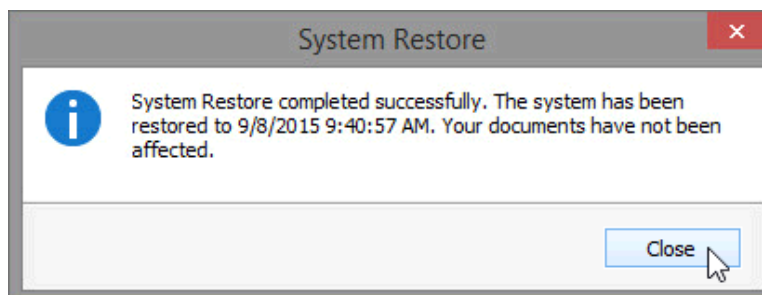 System Restore
System Restore completed successfully. The system has been
restored to 9/8/2015 9:40:57 AM. Your documents have not been
affected.
Close